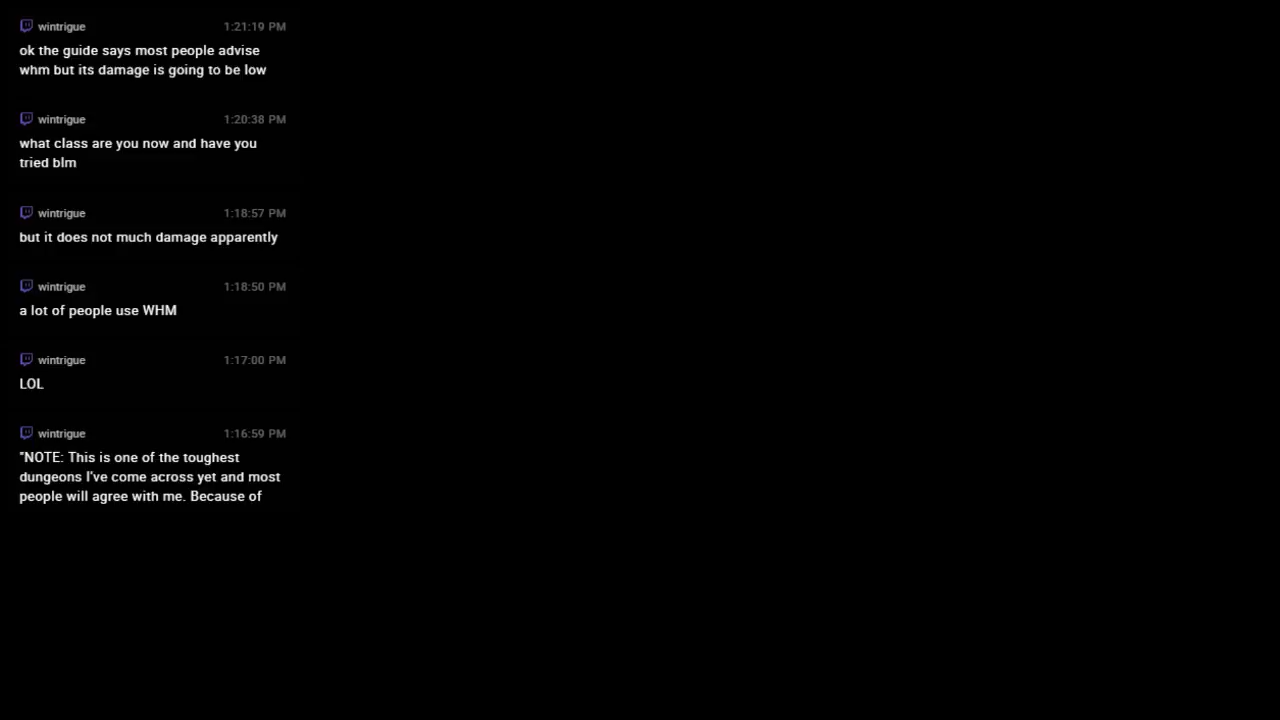 wintrigue 1:21:19 PM
ok the guide says most people advise
whm but its damage is going to be low
wintrigue 1:20:38 PM
what class are you now and have you
tried blm
wintrigue 1:18:57 PM
but it does not much damage apparently
wintrigue 1:18:50 PM
a lot of people use WHM
wintrigue 1:17:00 PM
LOL
wintrigue 1:16:59 PM
"NOTE: This is one of the toughest
dungeons I've come across yet and most
people will agree with me. Because of